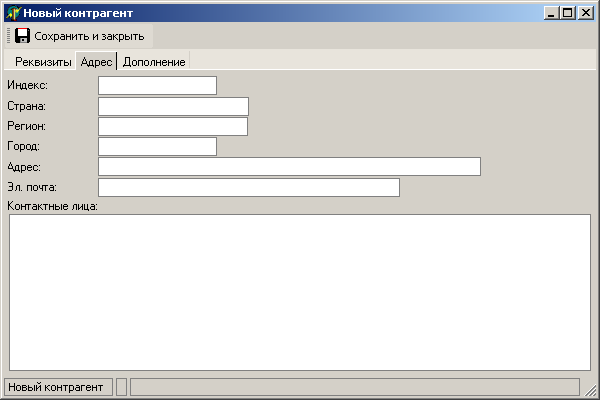 Новый контрагент
Сохранить и закрыть
Реквизиты Адрес Дополнение
Индекс:
Страна:
Регион:
Город:
Адрес:
Эл. почта:
Контактные лица:
Новый контрагент